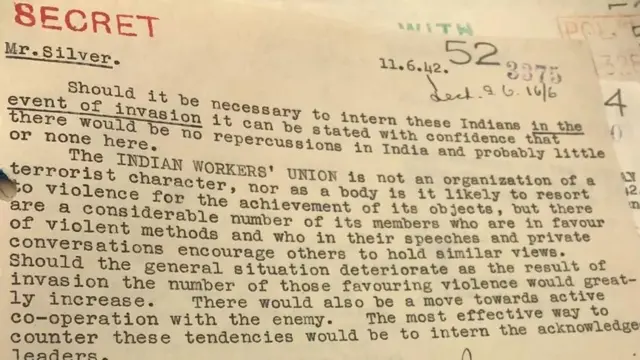 SECRET
WITH
Mr.Silver.
11.6.42.
52
3375
4
Should it be necessary to intern these Indians in the
event of invasion it can be stated with confidence that
there would be no repercussions in India and probably little
or none here.
The INDIAN WORKERS' UNION is not an organization of a
terrorist character, nor as a body is it likely to resort
to violence for the achievement of its objects, but there
are a considerable number of its members who are in favour
of violent methods and who in their speeches and private
conversations encourage others to hold similar views.
Should the general situation deteriorate as the result of
invasion the number of those favouring violence would great-
ly increase. There would also be a move towards active
co-operation with the enemy. The most effective way to
counter these tendencies would be to intern the acknowledge
leaders.